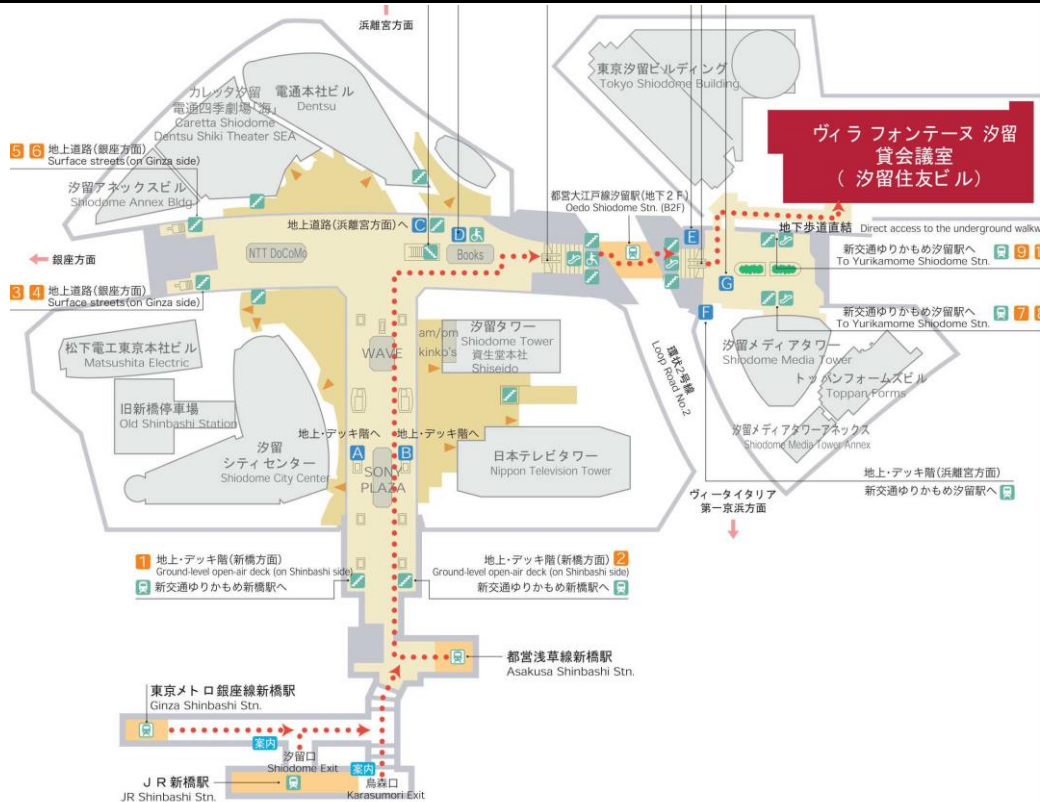 浜離宮方面
東京汐留ビルディング
Tokyo Shiodome Building
電通本社ビル
Dentsu
カレッタ汐留
電通四季劇場「海」
Caretta Shiodome
Dentsu Shiki Theater SEA
ヴィラ フォンテーヌ 汐留
貸会議室
( 汐留住友ビル )
5 6 地上道路(銀座方面)
Surface streets(on Ginza side)
汐留アネックスビル
Shiodome Annex Bldg.
都営大江戸線汐留駅(地下2F)
Oedo Shiodome Stn. (B2F)
地上道路(浜離宮方面)へ C
D
E
地下歩道直結 Direct access to the underground walkw
NTT DoCoMo
Books
新交通ゆりかもめ汐留駅へ 9
To Yurikamome Shiodome Stn.
銀座方面
G
3 4 地上道路(銀座方面)
Surface streets(on Ginza side)
F
新交通ゆりかもめ汐留駅へ 7
To Yurikamome Shiodome Stn.
am/bm
kinko's
WAVE
汐留タワー
Shiodome Tower
資生堂本社
Shiseido
松下電工東京本社ビル
Matsushita Electric
環状2号線
Loop Road No.2
汐留メディアタワー
Shiodome Media Tower
トッパンフォームズビル
Toppan Forms
旧新橋停車場
Old Shinbashi Station
汐留メディアタワーアネックス
Shiodome Media Tower Annex
地上・デッキ階へ
A
地上・デッキ階へ
B
汐留
シティセンター
Shiodome City Center
SONY
PLAZA
日本テレビタワー
Nippon Television Tower
地上・デッキ階(浜離宮方面)
新交通ゆりかもめ汐留駅へ
ヴィータイタリア
第一京浜方面
1 地上・デッキ階(新橋方面)
Ground-level open-air deck (on Shinbashi side)
新交通ゆりかもめ新橋駅へ
地上・デッキ階(新橋方面) 2
Ground-level open-air deck (on Shinbashi side)
新交通ゆりかもめ新橋駅へ
都営浅草線新橋駅
Asakusa Shinbashi Stn.
東京メトロ銀座線新橋駅
Ginza Shinbashi Stn.
案内
汐留口
Shiodome Exit
案内
JR新橋駅
JR Shinbashi Stn.
烏森口
Karasumori Exit